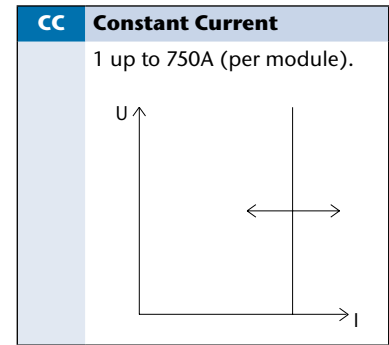 CC Constant Current
1 up to 750A (per module).
U
I